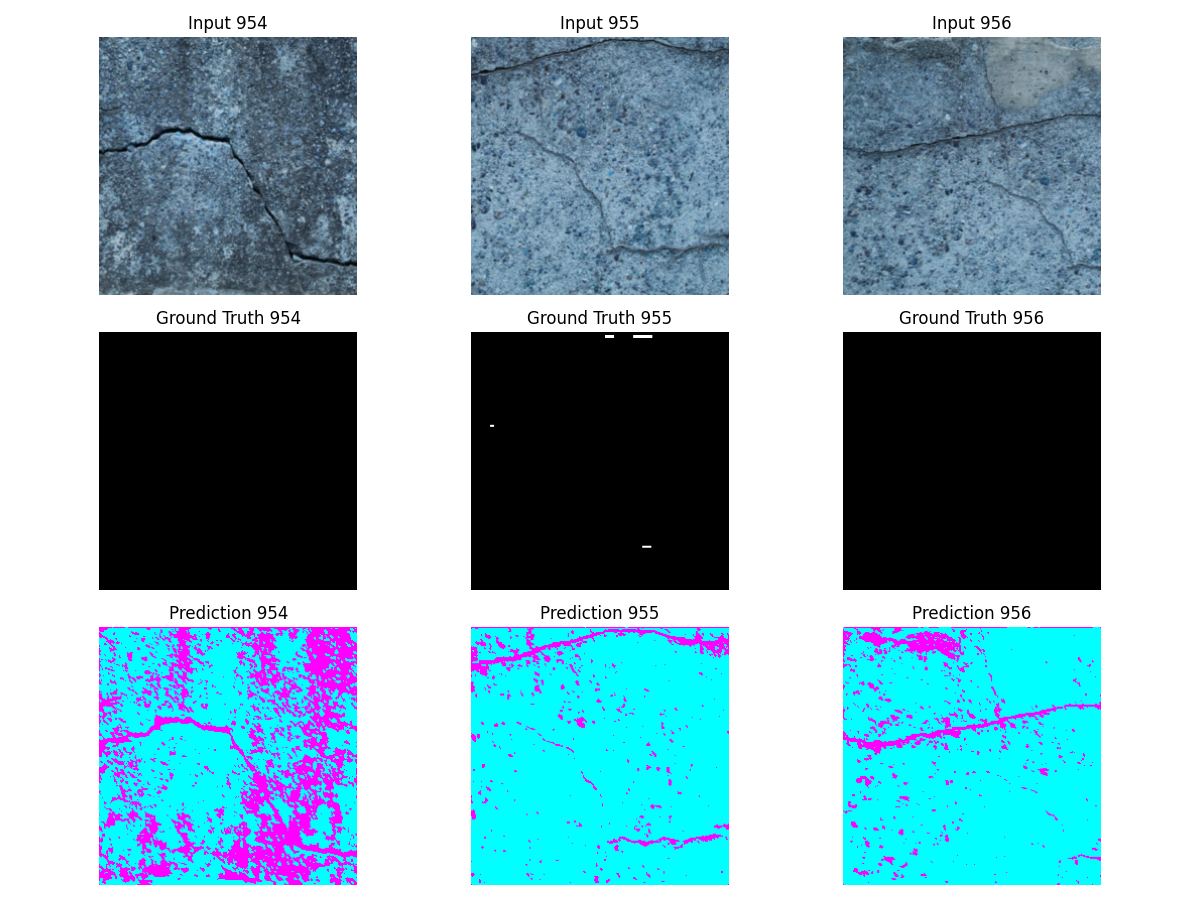 Input 954
Input 955
Input 956
Ground Truth 954
Ground Truth 955
Ground Truth 956
Prediction 954
Prediction 955
Prediction 956